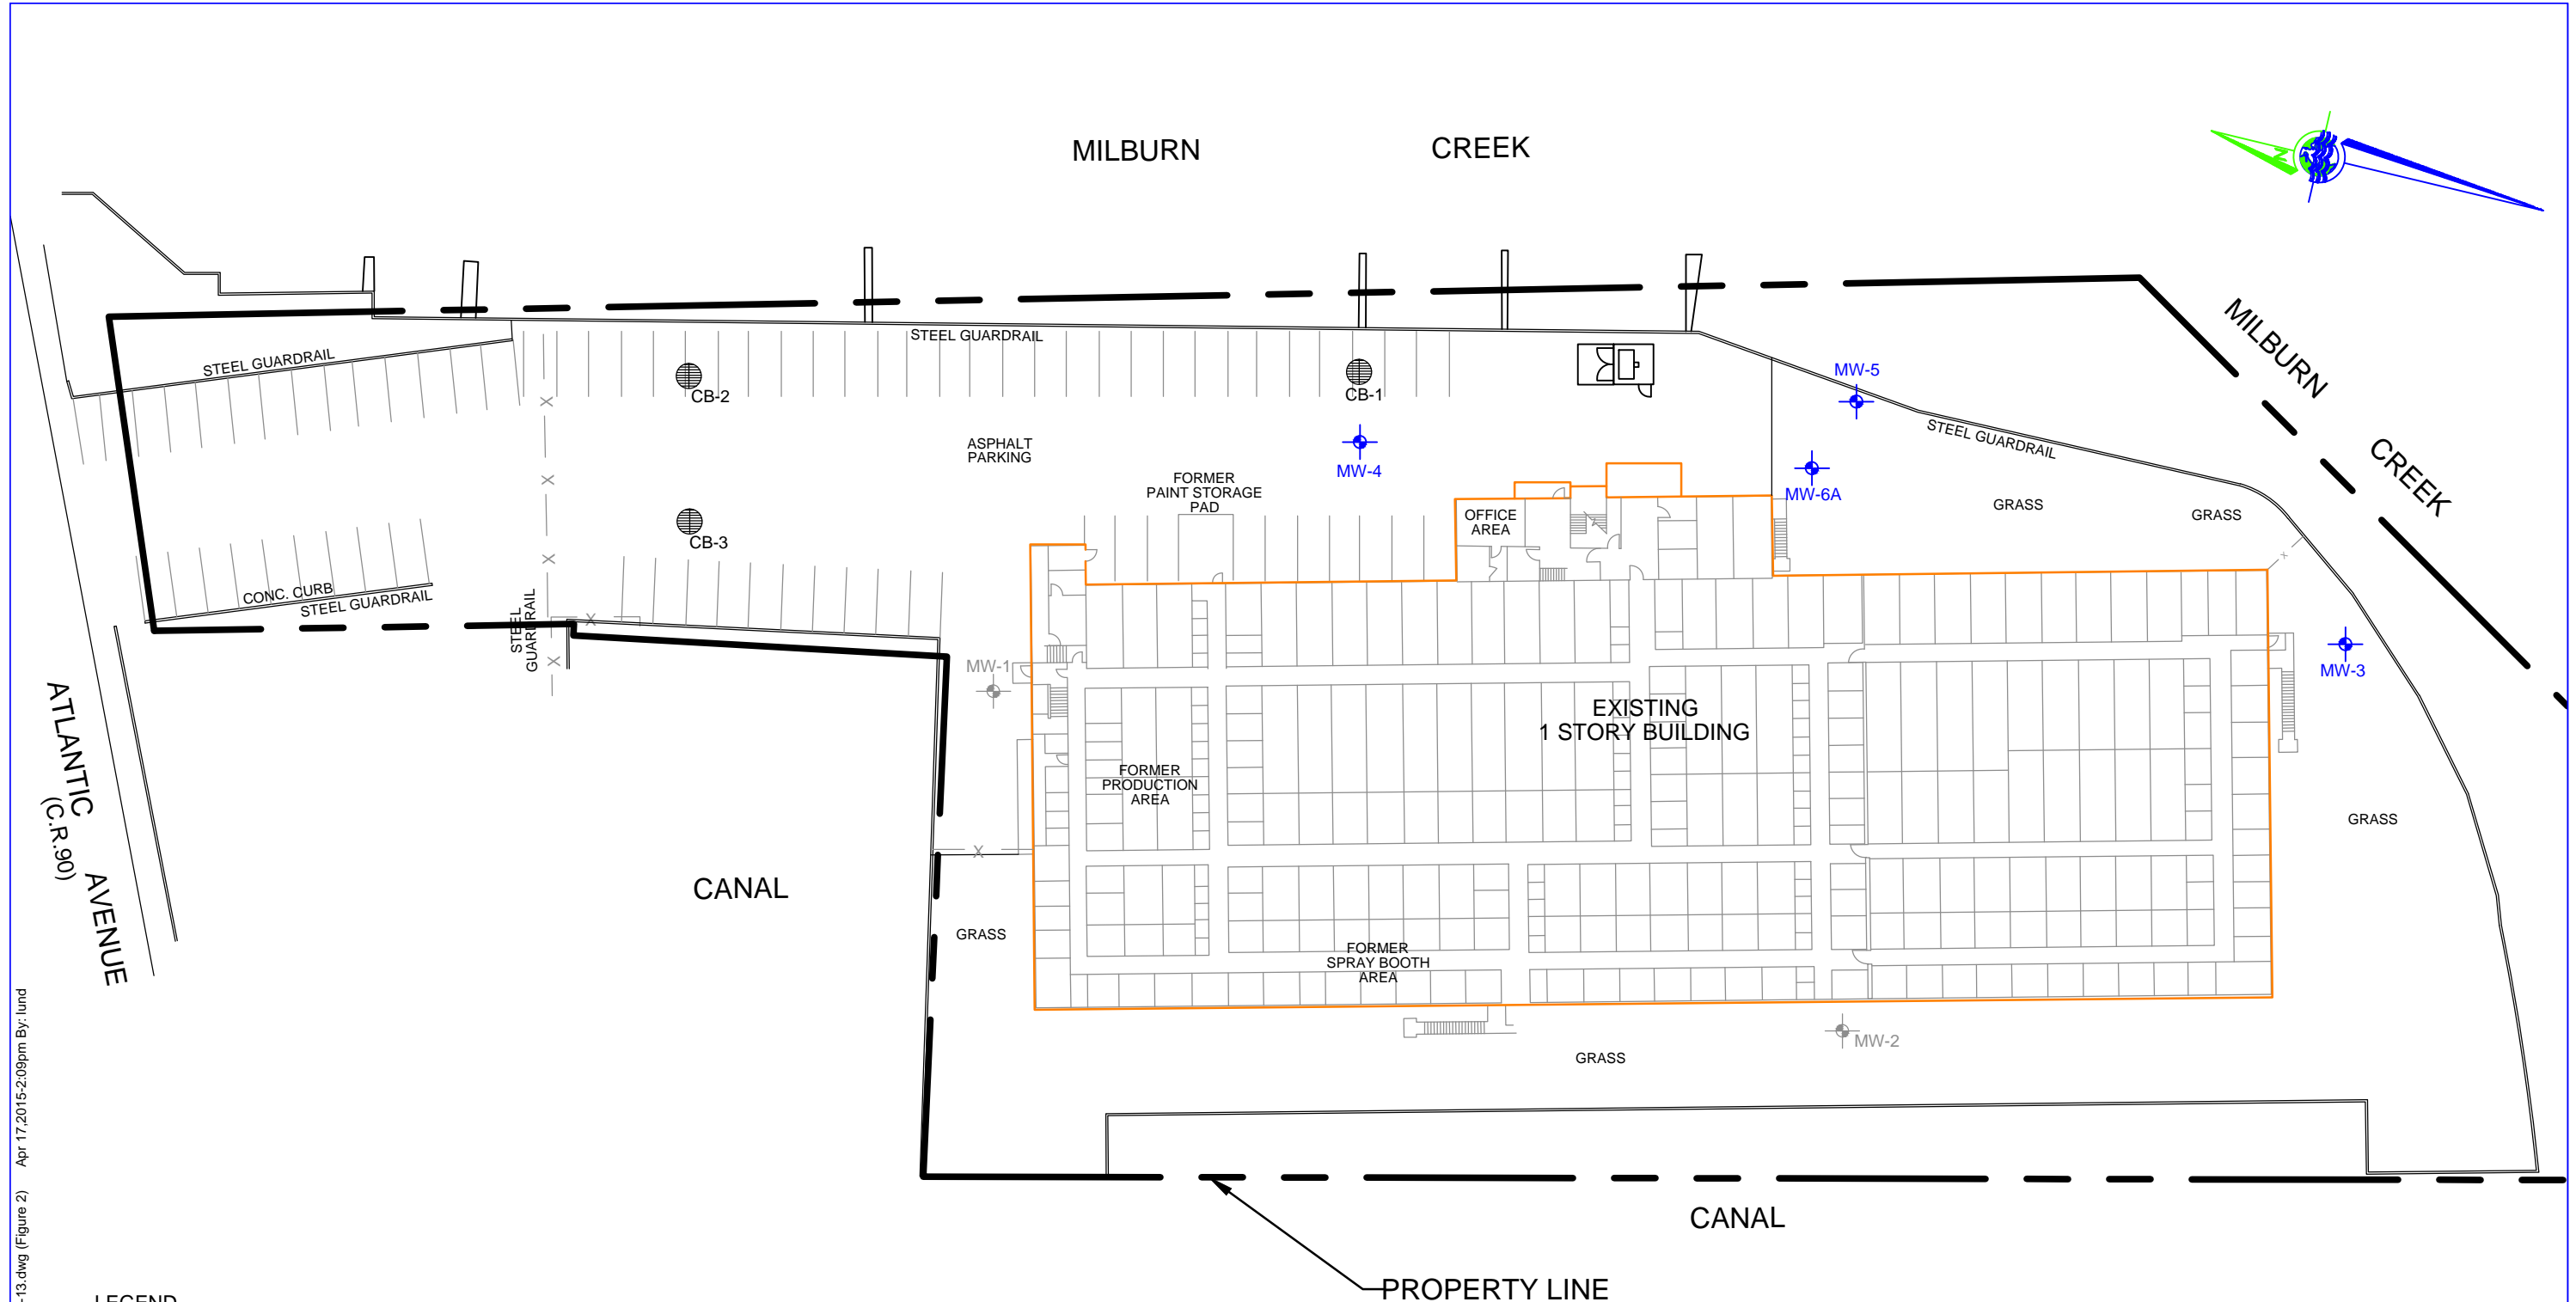 MILBURN CREEK
N
MILBURN
CREEK
STEEL GUARDRAIL
STEEL GUARDRAIL
CB-2
CB-1
MW-5
STEEL GUARDRAIL
ASPHALT
PARKING
MW-4
MW-6A
FORMER
PAINT STORAGE
PAD
OFFICE
AREA
GRASS
GRASS
CB-3
CONC. CURB
STEEL GUARDRAIL
STEEL
GUARDRAIL
X
X
X
X
X
X
X
MW-1
MW-3
EXISTING
1 STORY BUILDING
ATLANTIC AVENUE
(C.R.90)
FORMER
PRODUCTION
AREA
GRASS
CANAL
GRASS
FORMER
SPRAY BOOTH
AREA
MW-2
GRASS
CANAL
PROPERTY LINE
-13.dwg (Figure 2) Apr 17,2015-2:09pm By: lund
LEGEND